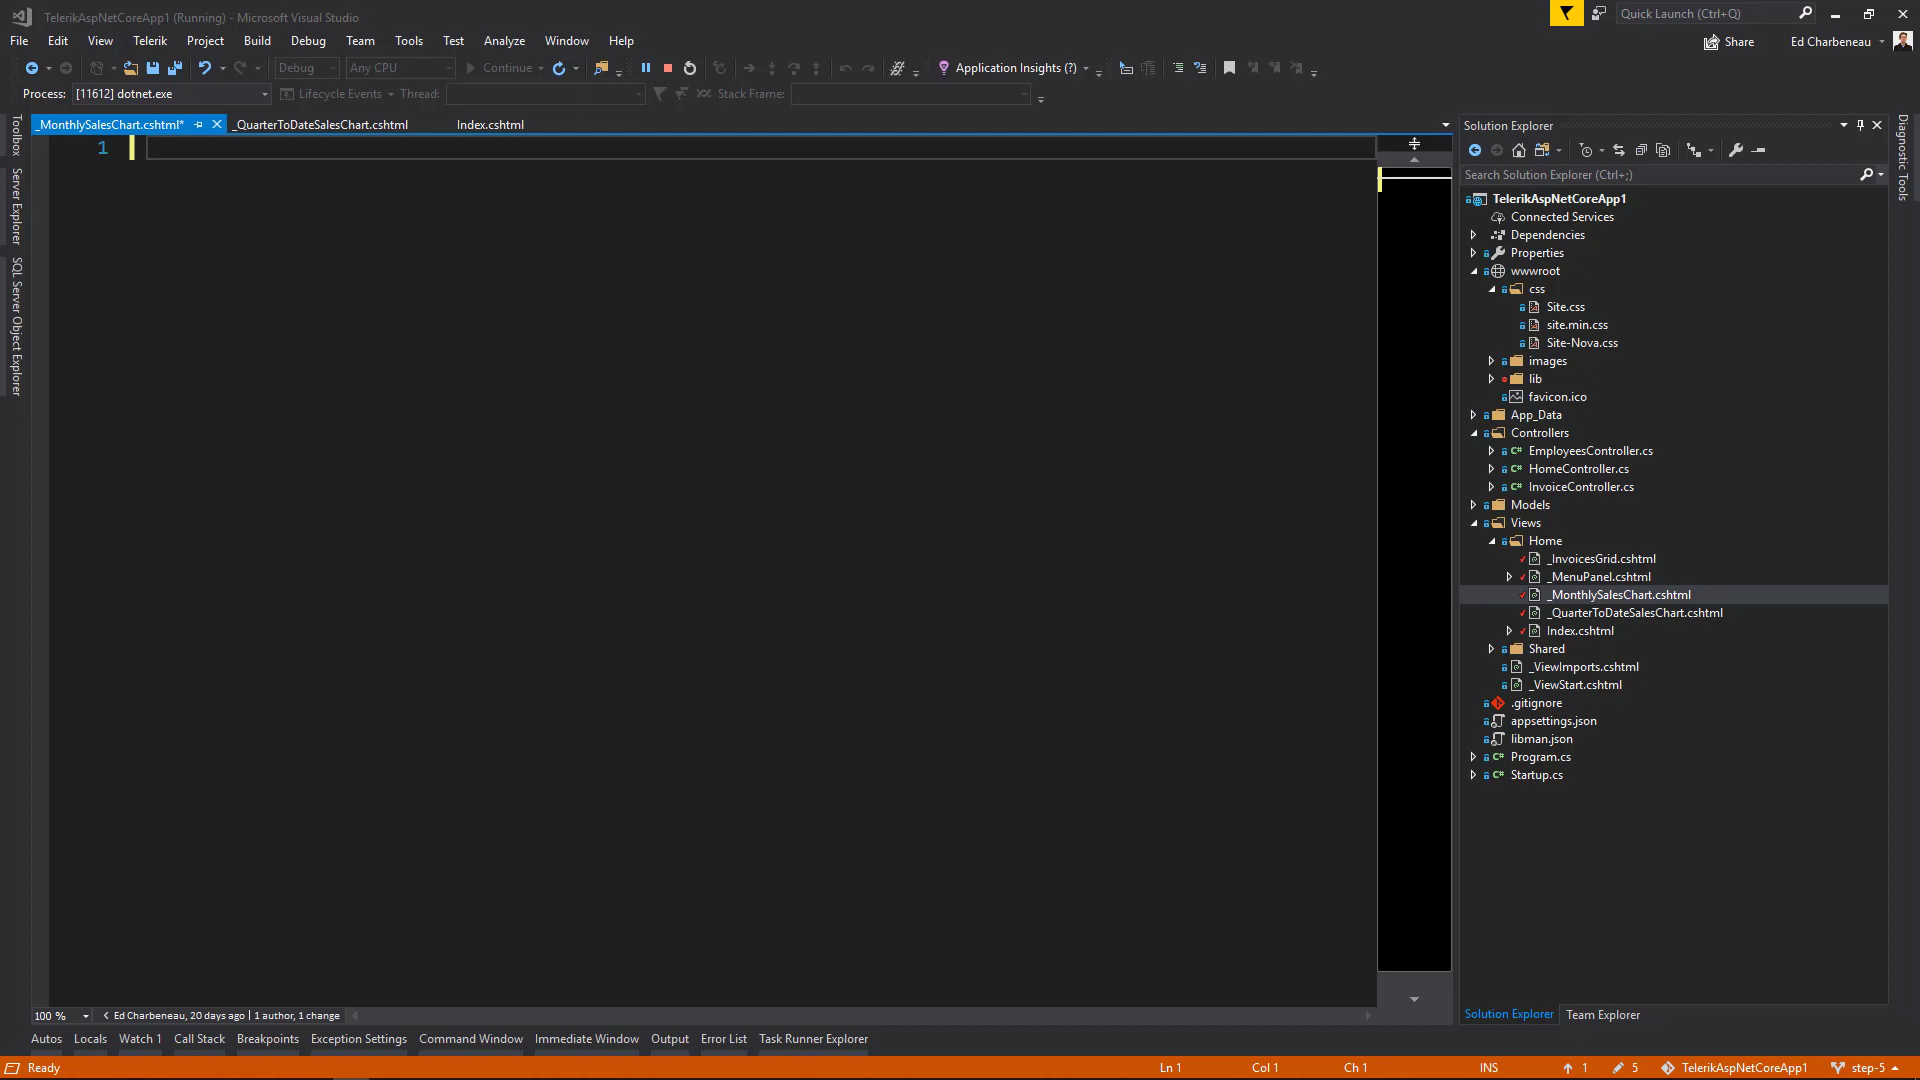 TelerikAspNetCoreApp1 (Running) - Microsoft Visual Studio
Quick Launch (Ctrl+Q)
File Edit View Telerik Project Build Debug Team Tools Test Analyze Window Help
Share
Ed Charbeneau
Debug
Any CPU
Continue
Application Insights (?)
Process:
[11612] dotnet.exe
Lifecycle Events
Thread:
Stack Frame:
Toolbox
Server Explorer
SQL Server Object Explorer
_MonthlySalesChart.cshtml*
_QuarterToDateSalesChart.cshtml
Index.cshtml
1
Solution Explorer
Search Solution Explorer (Ctrl+;)
TelerikAspNetCoreApp1
Connected Services
Dependencies
Properties
wwwroot
css
Site.css
site.min.css
Site-Nova.css
images
lib
favicon.ico
App_Data
Controllers
C# EmployeesController.cs
C# HomeController.cs
C# InvoiceController.cs
Models
Views
Home
_InvoicesGrid.cshtml
_MenuPanel.cshtml
_MonthlySalesChart.cshtml
_QuarterToDateSalesChart.cshtml
Index.cshtml
Shared
_ViewImports.cshtml
_ViewStart.cshtml
.gitignore
appsettings.json
libman.json
C# Program.cs
C# Startup.cs
Diagnostic Tools
100 %
Ed Charbeneau, 20 days ago | 1 author, 1 change
Solution Explorer
Team Explorer
Autos Locals Watch 1 Call Stack Breakpoints Exception Settings Command Window Immediate Window Output Error List Task Runner Explorer
Ready
Ln 1
Col 1
Ch 1
INS
1
5
TelerikAspNetCoreApp1
step-5